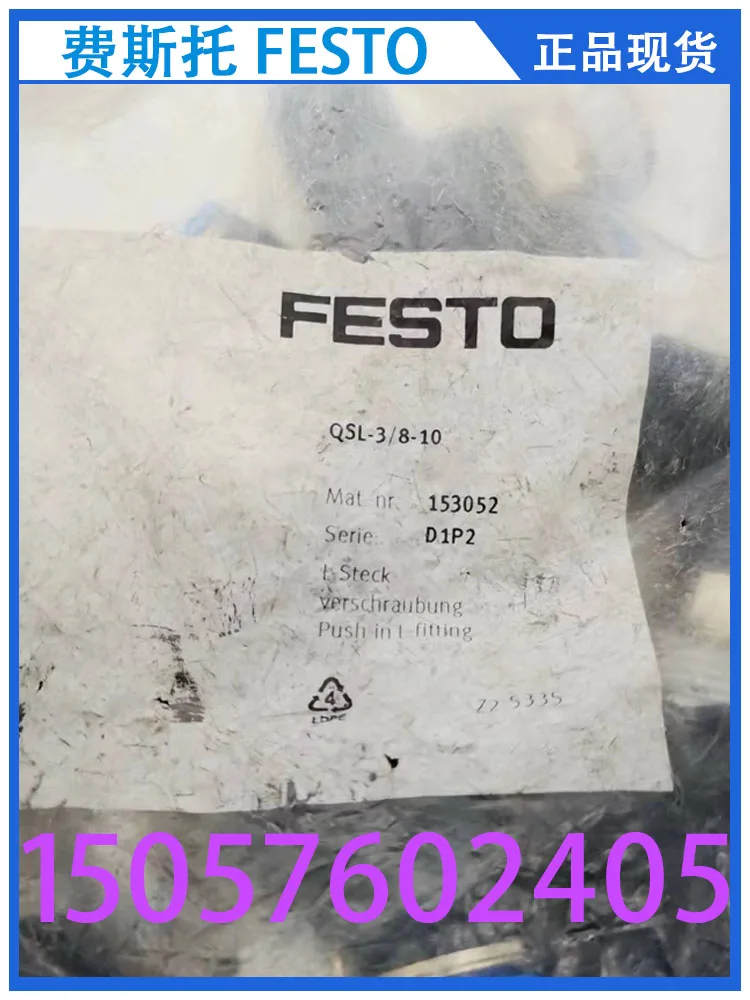 费斯托 FESTO
正品现货
FESTO
QSL-3/8-10
Mat. nr. 153052
Serie: D1P2
L-Steck
verschraubung
Push in L-fitting
4
LDPE
Z2 5335
15057602405